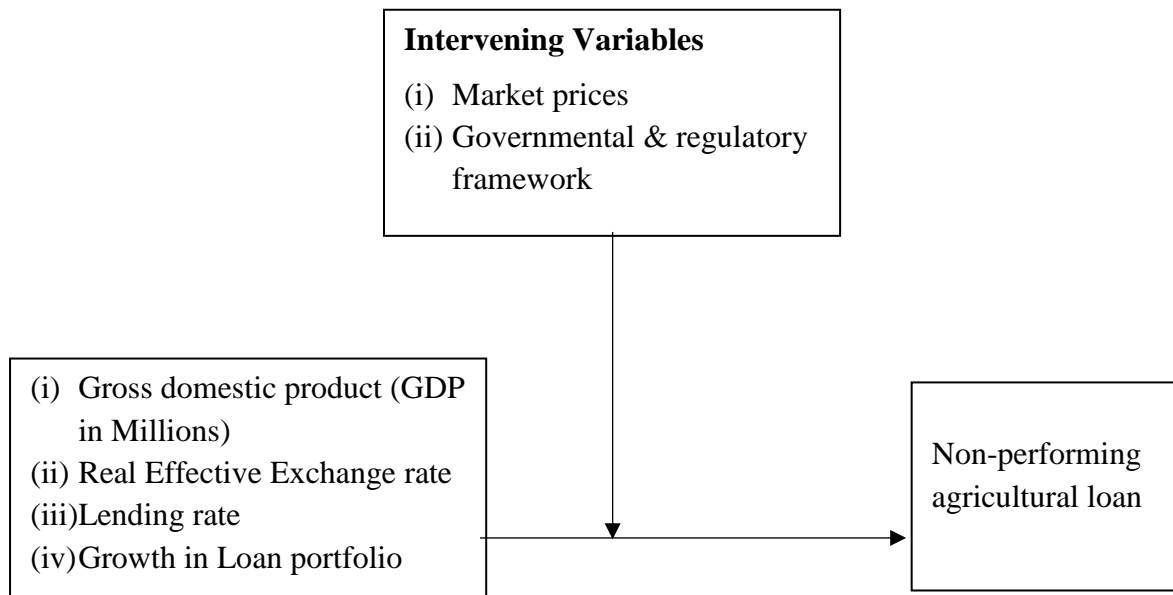 Intervening Variables
(i) Market prices
(ii) Governmental & regulatory
framework
(i) Gross domestic product (GDP
in Millions)
(ii) Real Effective Exchange rate
(iii)Lending rate
(iv)Growth in Loan portfolio
Non-performing
agricultural loan